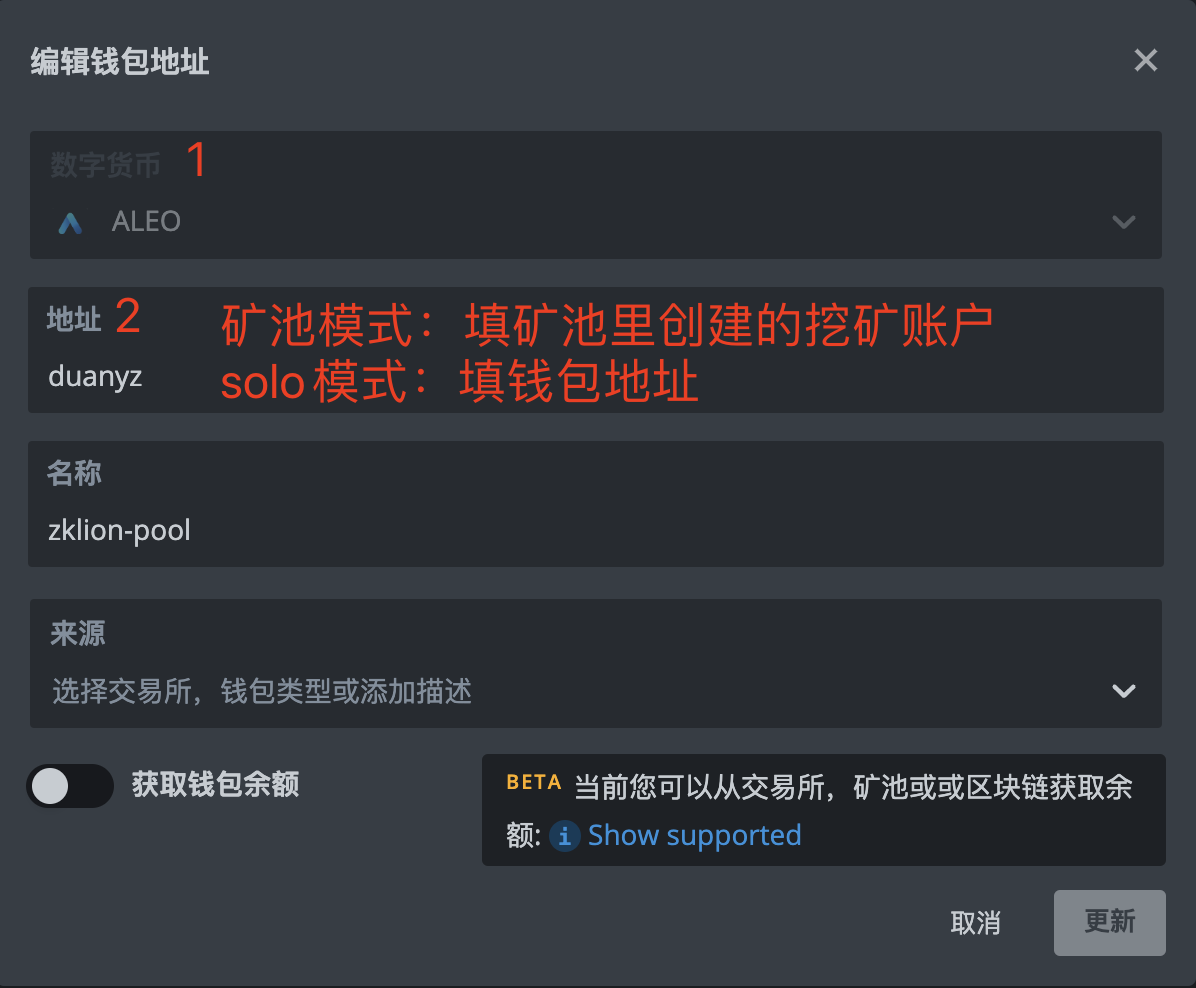 编辑钱包地址
数字货币 1
ALEO
地址 2
矿池模式：填矿池里创建的挖矿账户
duanyz
solo模式：填钱包地址
名称
zklion-pool
来源
选择交易所，钱包类型或添加描述
获取钱包余额
BETA 当前您可以从交易所，矿池或或区块链获取余
额: i Show supported
取消
更新